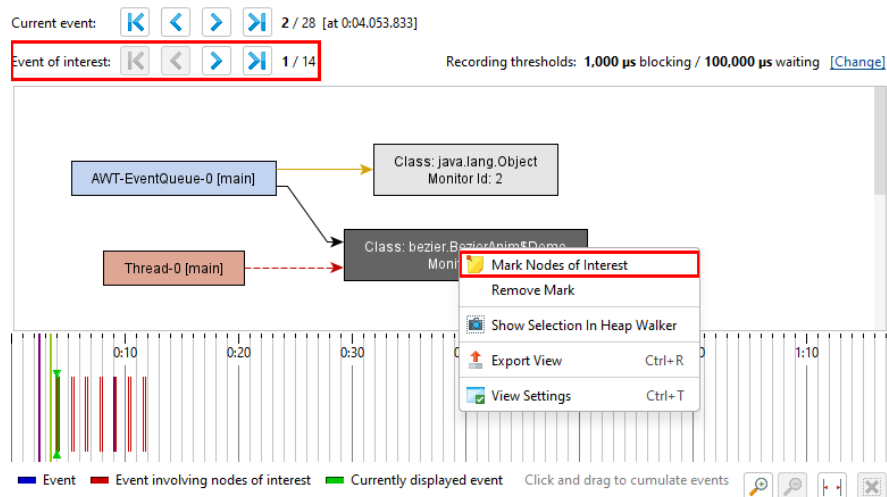 Current event: 2 / 28 [at 0:04.053.833]
Event of interest: 1 / 14 Recording thresholds: 1,000 µs blocking / 100,000 µs waiting [Change]
Class: java.lang.Object
AWT-EventQueue-0 [main] Monitor Id: 2
Class: bezier.BezierAnim$Demo
Thread-0 [main] Moni
Mark Nodes of Interest
Remove Mark
Show Selection In Heap Walker
Export View Ctrl+R
View Settings Ctrl+T
0:10 0:20 0:30 1:10
Event Event involving nodes of interest Currently displayed event Click and drag to cumulate events